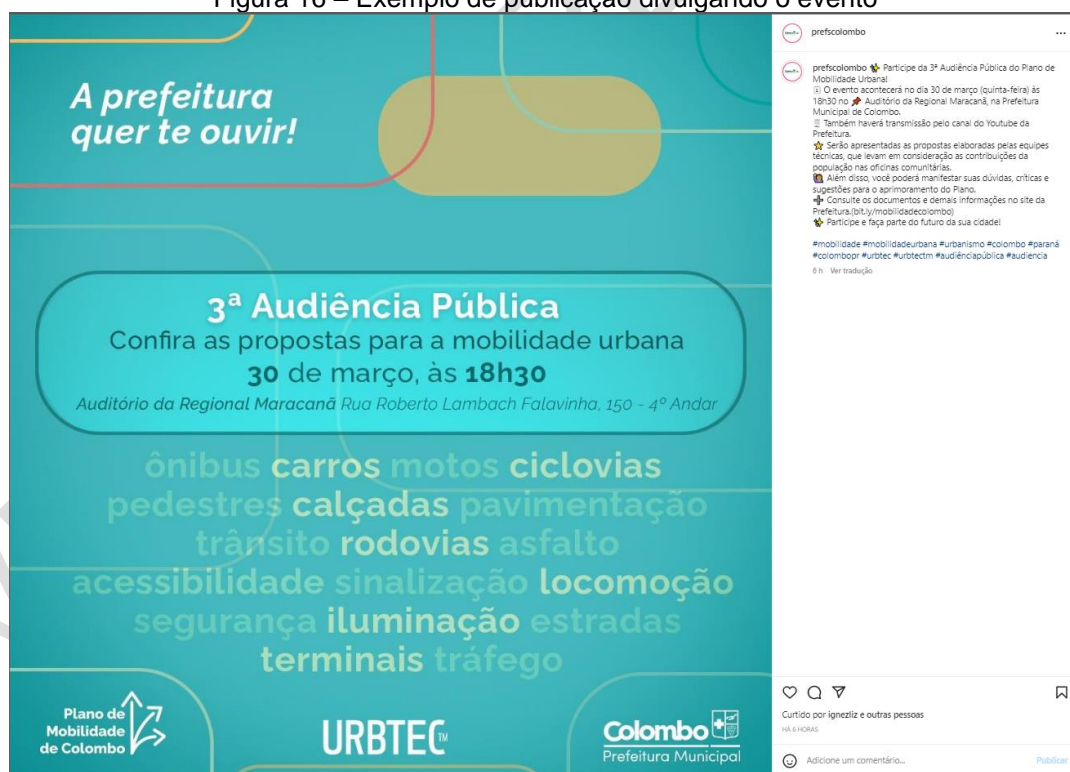 Figura 16 – Exemplo de publicação divulgando o evento
A prefeitura
quer te ouvir!
3ª Audiência Pública
Confira as propostas para a mobilidade urbana
30 de março, às 18h30
Auditório da Regional Maracanã Rua Roberto Lambach Falavinha, 150 - 4º Andar
ônibus carros motos ciclovias
pedestres calçadas pavimentação
trânsito rodovias asfalto
acessibilidade sinalização locomoção
segurança iluminação estradas
terminais tráfego
Plano de
Mobilidade
de Colombo
URBTEC™
Colombo
Prefeitura Municipal
prefscolombo
prefscolombo ✨ Participe da 3ª Audiência Pública do Plano de
Mobilidade Urbana!
O evento acontecerá no dia 30 de março (quinta-feira) às
18h30 no 📌 Auditório da Regional Maracanã, na Prefeitura
Municipal de Colombo.
Também haverá transmissão pelo canal do Youtube da
Prefeitura.
⭐ Serão apresentadas as propostas elaboradas pelas equipes
técnicas, que levam em consideração as contribuições da
população nas oficinas comunitárias.
🙋 Além disso, você poderá manifestar suas dúvidas, críticas e
sugestões para o aprimoramento do Plano.
➕ Consulte os documentos e demais informações no site da
Prefeitura.(bit.ly/mobilidadecolombo)
✨ Participe e faça parte do futuro da sua cidade!
#mobilidade #mobilidadeurbana #urbanismo #colombo #paraná
#colombopr #urbtec #urbtectm #audiênciapública #audiencia
6 h Ver tradução
Curtido por ignezliz e outras pessoas
HÁ 6 HORAS
Adicione um comentário...
Publicar